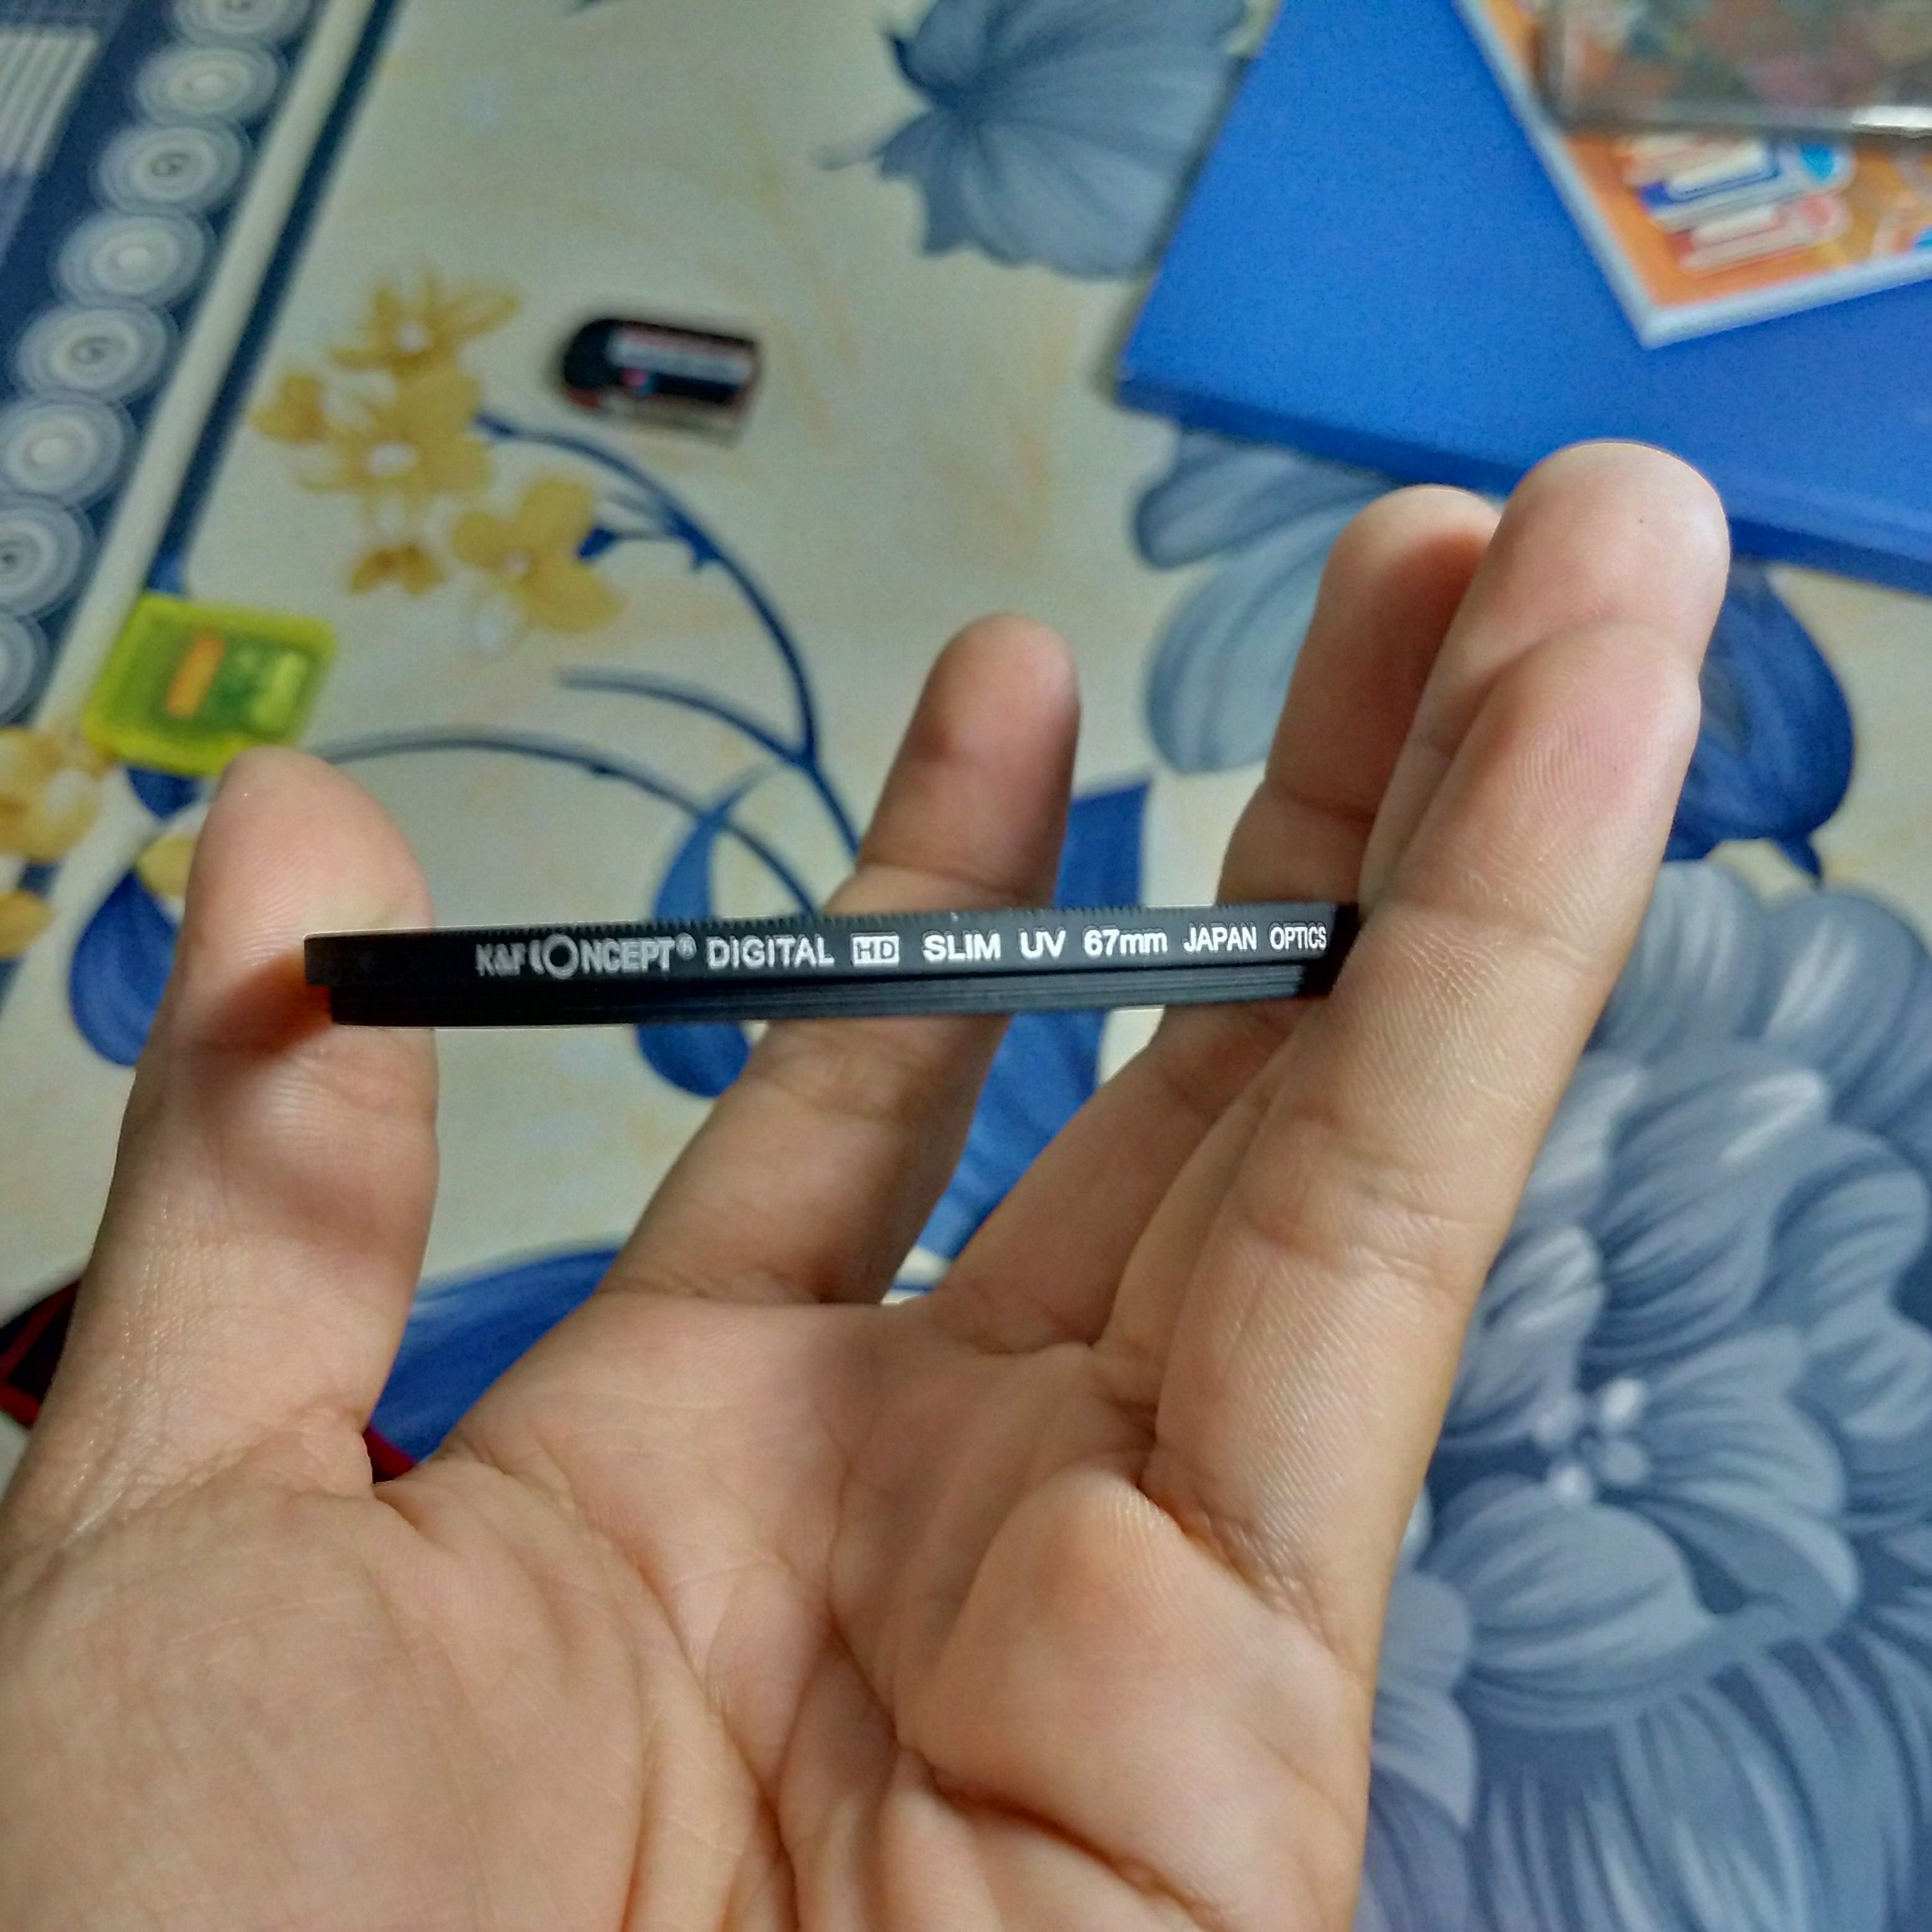 K&F CONCEPT® DIGITAL HD SLIM UV 67mm JAPAN OPTICS